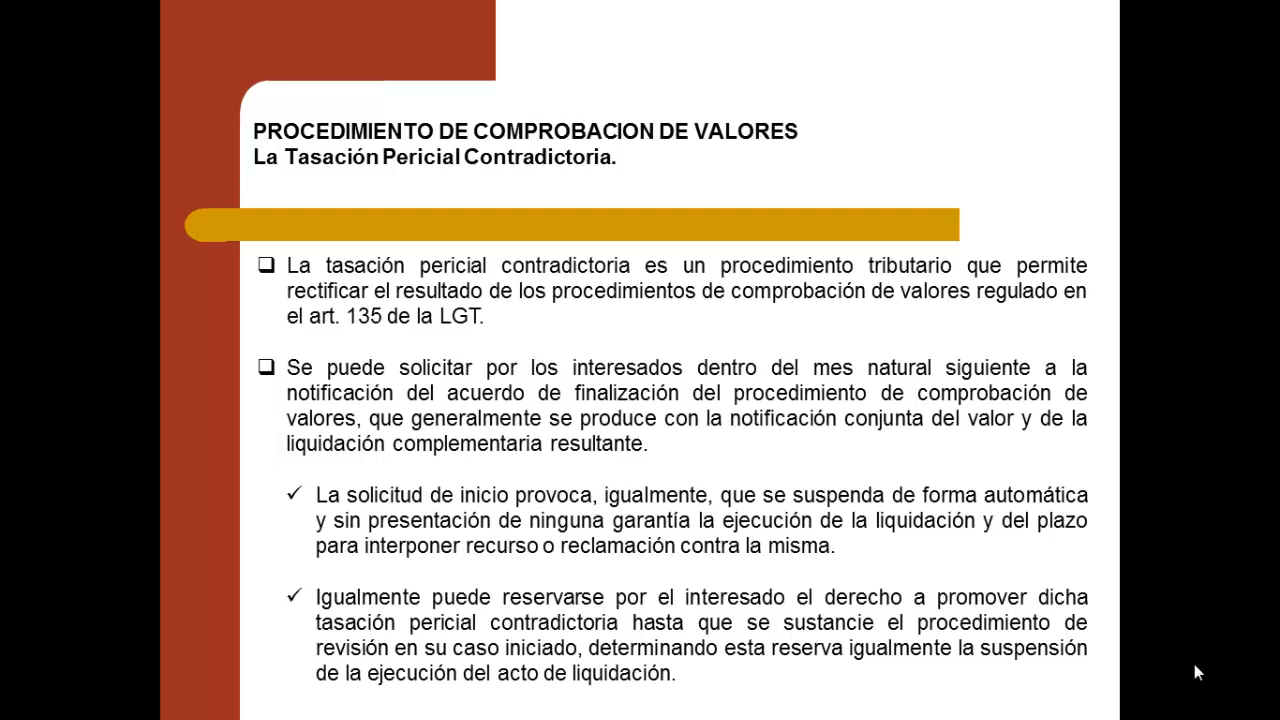 PROCEDIMIENTO DE COMPROBACION DE VALORES
La Tasación Pericial Contradictoria.
La tasación pericial contradictoria es un procedimiento tributario que permite
rectificar el resultado de los procedimientos de comprobación de valores regulado en
el art. 135 de la LGT.
Se puede solicitar por los interesados dentro del mes natural siguiente a la
notificación del acuerdo de finalización del procedimiento de comprobación de
valores, que generalmente se produce con la notificación conjunta del valor y de la
liquidación complementaria resultante.
La solicitud de inicio provoca, igualmente, que se suspenda de forma automática
y sin presentación de ninguna garantía la ejecución de la liquidación y del plazo
para interponer recurso o reclamación contra la misma.
Igualmente puede reservarse por el interesado el derecho a promover dicha
tasación pericial contradictoria hasta que se sustancie el procedimiento de
revisión en su caso iniciado, determinando esta reserva igualmente la suspensión
de la ejecución del acto de liquidación.